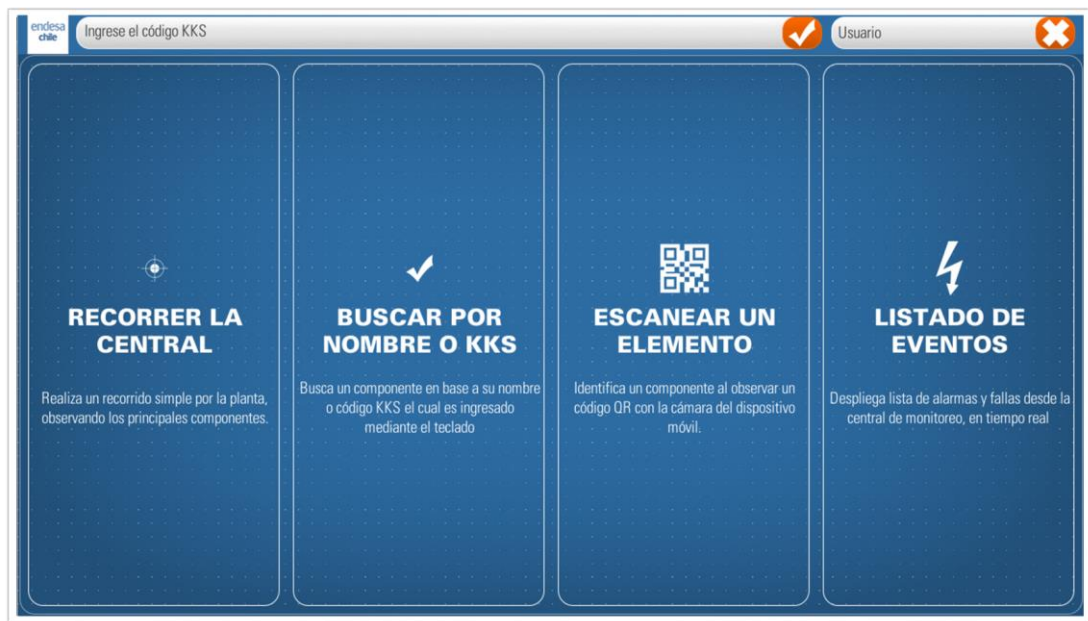 endesa
chile
Ingrese el código KKS
Usuario
RECORRER LA
CENTRAL
Realiza un recorrido simple por la planta,
observando los principales componentes.
BUSCAR POR
NOMBRE O KKS
Busca un componente en base a su nombre
o código KKS el cual es ingresado
mediante el teclado
ESCANEAR UN
ELEMENTO
Identifica un componente al observar un
código QR con la cámara del dispositivo
móvil.
LISTADO DE
EVENTOS
Despliega lista de alarmas y fallas desde la
central de monitoreo, en tiempo real